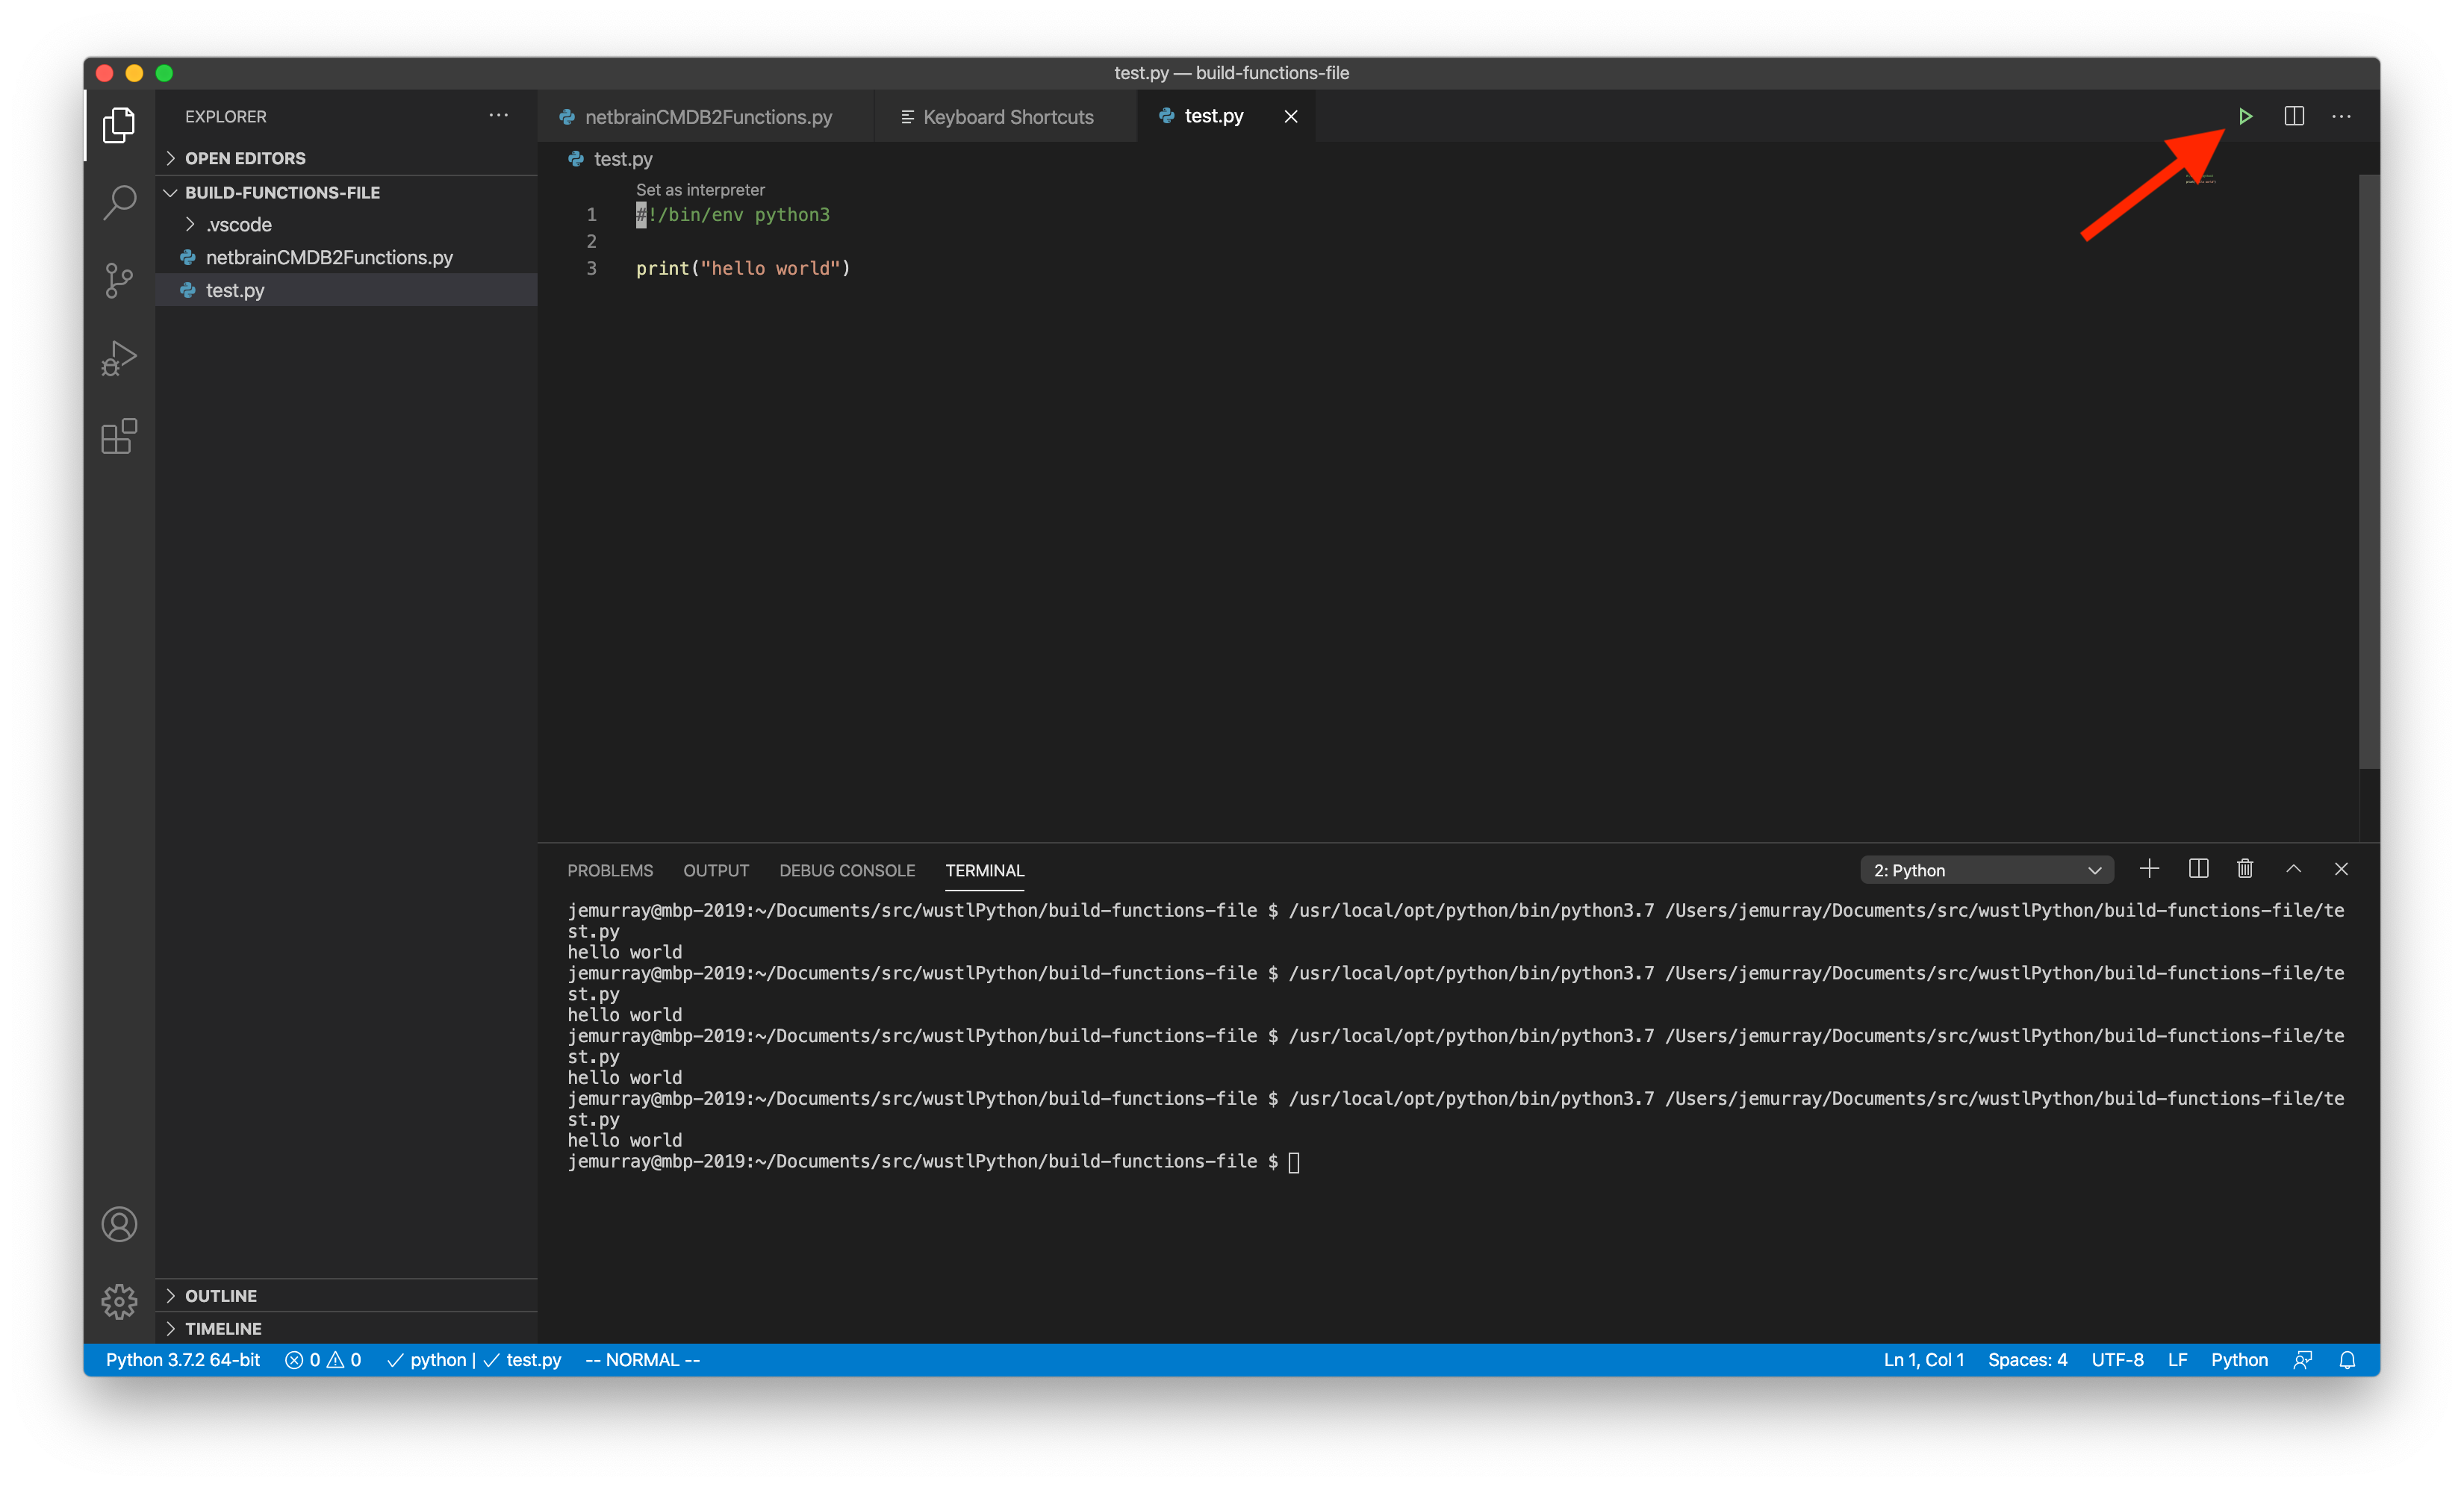 test.py — build-functions-file
EXPLORER
OPEN EDITORS
BUILD-FUNCTIONS-FILE
.vscode
netbrainCMDB2Functions.py
test.py
OUTLINE
TIMELINE
netbrainCMDB2Functions.py
Keyboard Shortcuts
test.py
test.py
Set as interpreter
1 #!/bin/env python3
2
3 print("hello world")
PROBLEMS OUTPUT DEBUG CONSOLE TERMINAL 2: Python
jemurray@mbp-2019:~/Documents/src/wustlPython/build-functions-file $ /usr/local/opt/python/bin/python3.7 /Users/jemurray/Documents/src/wustlPython/build-functions-file/te
st.py
hello world
jemurray@mbp-2019:~/Documents/src/wustlPython/build-functions-file $ /usr/local/opt/python/bin/python3.7 /Users/jemurray/Documents/src/wustlPython/build-functions-file/te
st.py
hello world
jemurray@mbp-2019:~/Documents/src/wustlPython/build-functions-file $ /usr/local/opt/python/bin/python3.7 /Users/jemurray/Documents/src/wustlPython/build-functions-file/te
st.py
hello world
jemurray@mbp-2019:~/Documents/src/wustlPython/build-functions-file $ /usr/local/opt/python/bin/python3.7 /Users/jemurray/Documents/src/wustlPython/build-functions-file/te
st.py
hello world
jemurray@mbp-2019:~/Documents/src/wustlPython/build-functions-file $
Python 3.7.2 64-bit 0 0 python | test.py -- NORMAL -- Ln 1, Col 1 Spaces: 4 UTF-8 LF Python